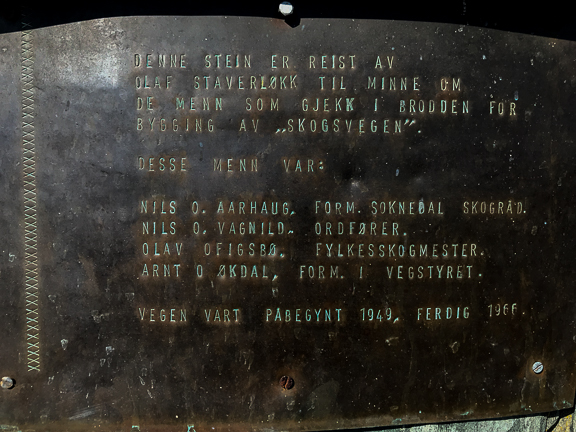 DENNE STEIN ER REIST AV
OLAF STAVERLØKK TIL MINNE OM
DE MENN SOM GJEKK I BRODDEN FOR
BYGGING AV „SKOGSVEGEN”.
DESSE MENN VAR:
NILS O. AARHAUG, FORM. SOKNEDAL SKOGRÅD.
NILS O. VAGNILD, ORDFØRER.
OLAV OFIGSBØ, FYLKESSKOGMESTER.
ARNT O. ØKDAL, FORM. I VEGSTYRET.
VEGEN VART PÅBEGYNT 1949, FERDIG 1966.